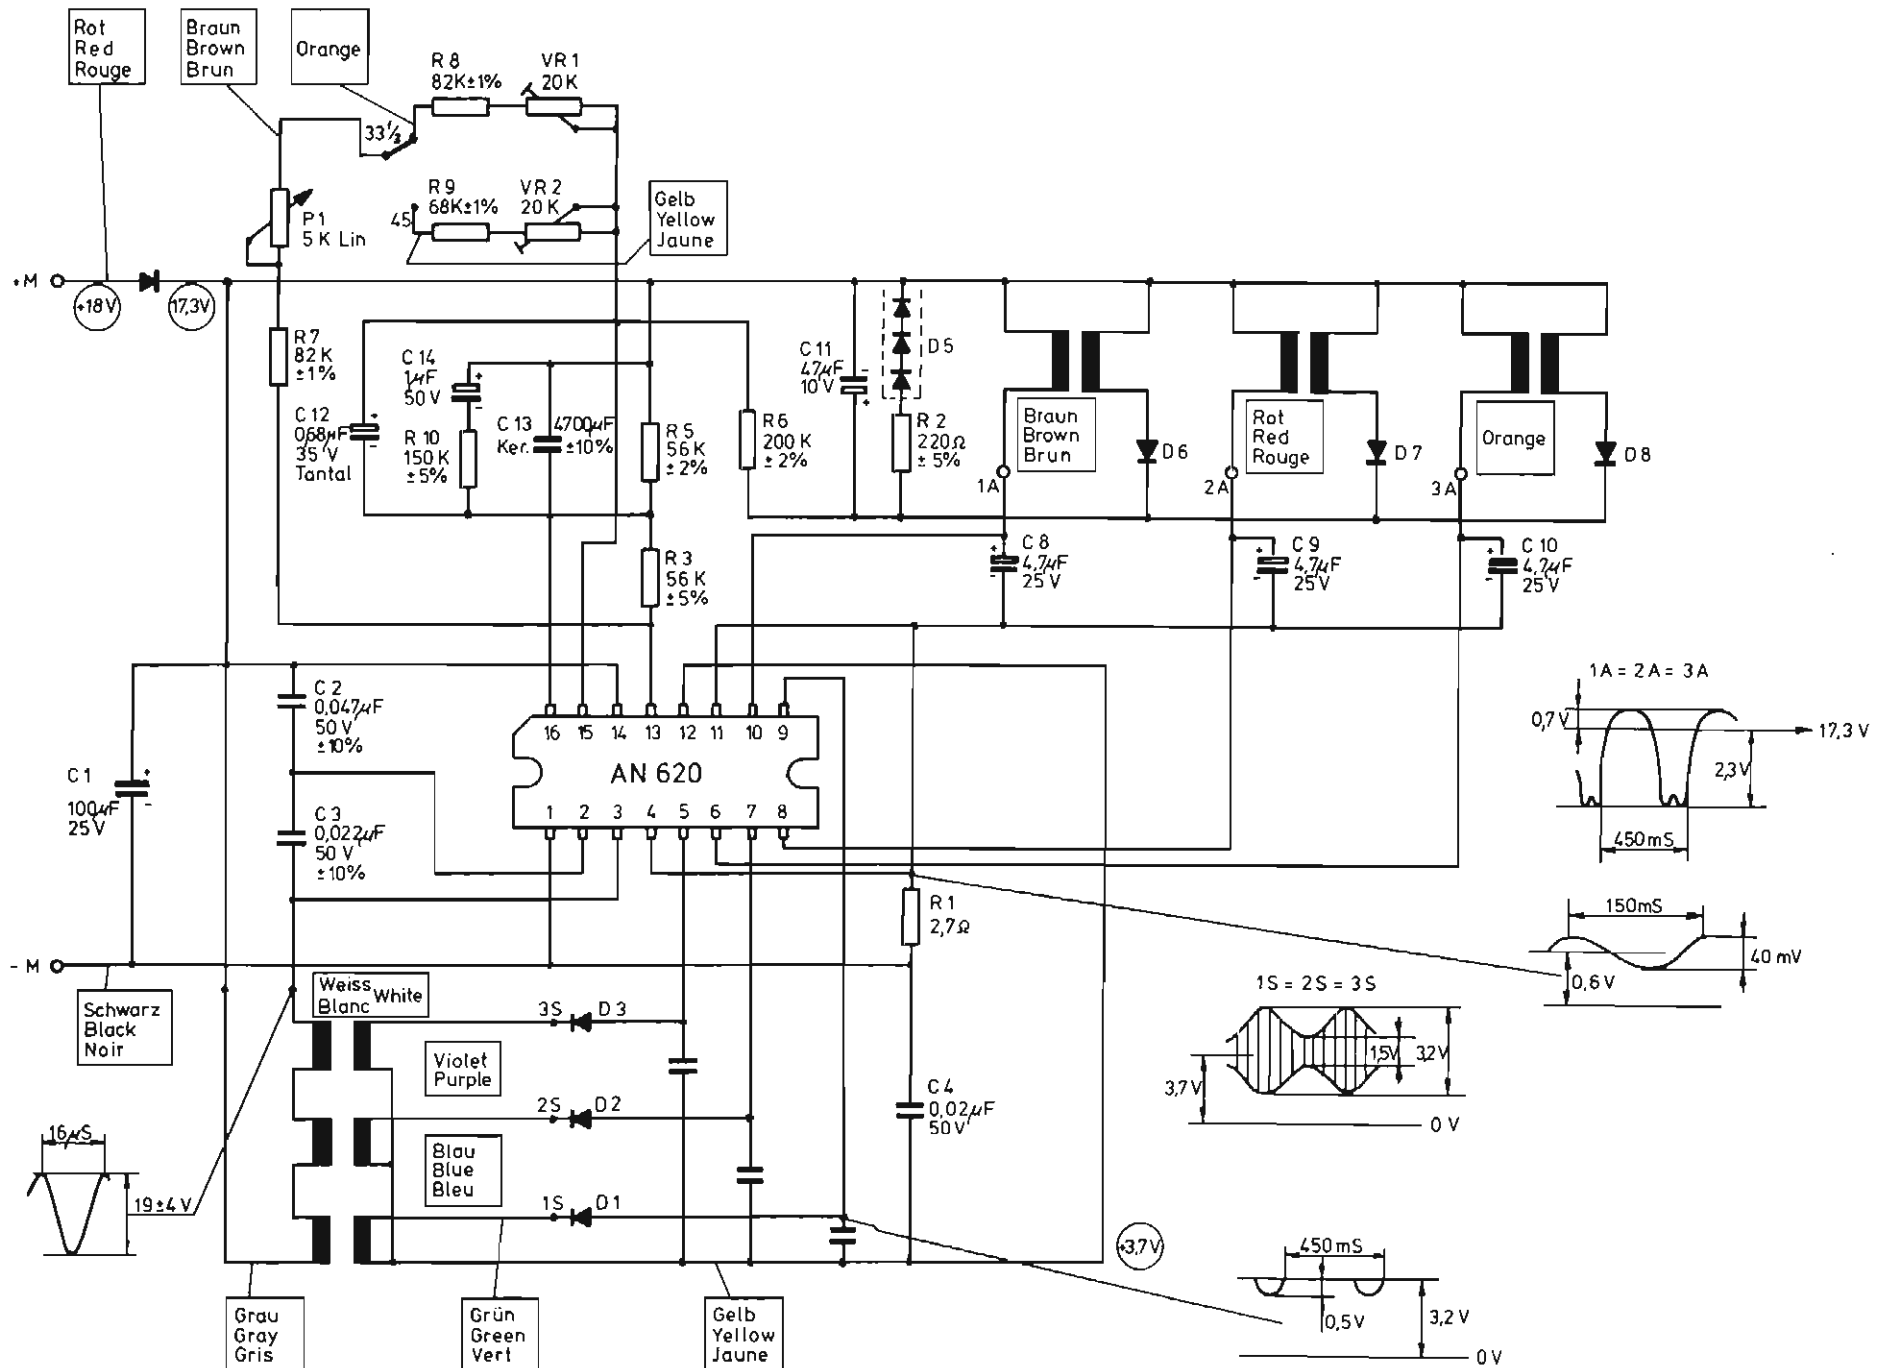 Rot
Red
Rouge
Braun
Brown
Brun
Orange
R 8
82K±1%
VR 1
20 K
33⅓
R 9
68K±1%
VR 2
20 K
45
Gelb
Yellow
Jaune
P 1
5 K Lin
+M
+18V
17,3V
R 7
82 K
±1%
C 14
1µF
50 V
+
-
C 12
0,68µF
35 V
Tantal
+
-
R 10
150 K
±5%
C 13
Ker.
4700µF
±10%
R 5
56 K
±2%
R 6
200 K
±2%
C 11
47µF
10 V
-
+
D 5
R 2
220Ω
±5%
Braun
Brown
Brun
1 A
D 6
Rot
Red
Rouge
2 A
D 7
Orange
3 A
D 8
R 3
56 K
±5%
C 8
4,7µF
25 V
+
-
C 9
4,7µF
25 V
+
-
C 10
4,7µF
25 V
+
-
C 1
100µF
25 V
+
-
C 2
0,047µF
50 V
±10%
C 3
0,022µF
50 V
±10%
16 15 14 13 12 11 10 9
AN 620
1 2 3 4 5 6 7 8
1A = 2A = 3A
0,7V
17,3 V
2,3V
450mS
R 1
2,7Ω
150mS
40 mV
0,6 V
- M
Schwarz
Black
Noir
Weiss
Blanc
White
3S
D 3
Violet
Purple
2S
D 2
Blau
Blue
Bleu
1S
D 1
C 4
0,02µF
50V
1S = 2S = 3S
1,5V
3,2V
3,7V
0 V
16µS
19±4 V
+3,7V
450mS
0,5V
3,2 V
0 V
Grau
Gray
Gris
Grün
Green
Vert
Gelb
Yellow
Jaune